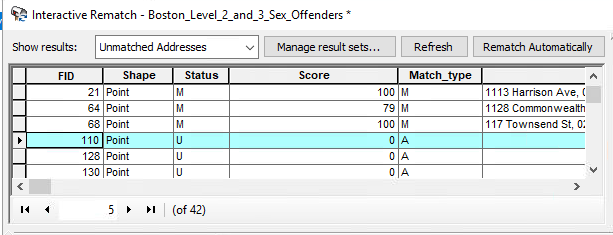 Interactive Rematch - Boston_Level_2_and_3_Sex_Offenders *
Show results: Unmatched Addresses Manage result sets... Refresh Rematch Automatically
FID Shape Status Score Match_type
21 Point M 100 M 1113 Harrison Ave, 0
64 Point M 79 M 1128 Commonwealth
68 Point M 100 M 117 Townsend St, 02
110 Point U 0 A
128 Point U 0 A
130 Point U 0 A
5 (of 42)